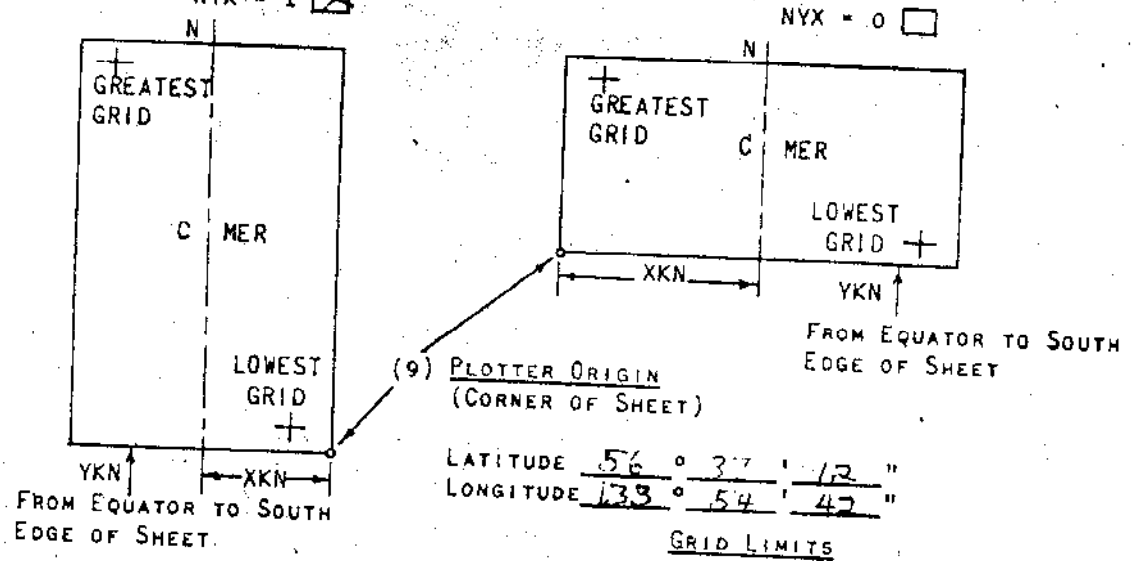 NYX = 1
N
GREATEST
GRID
C MER
LOWEST
GRID
YKN
XKN
FROM EQUATOR TO SOUTH
EDGE OF SHEET.
NYX = 0
N
GREATEST
GRID
C MER
LOWEST
GRID
XKN
YKN
FROM EQUATOR TO SOUTH
EDGE OF SHEET
(9) PLOTTER ORIGIN
(CORNER OF SHEET)
LATITUDE 56 ° 37 ' 12 "
LONGITUDE 133 ° 54 ' 42 "
GRID LIMITS